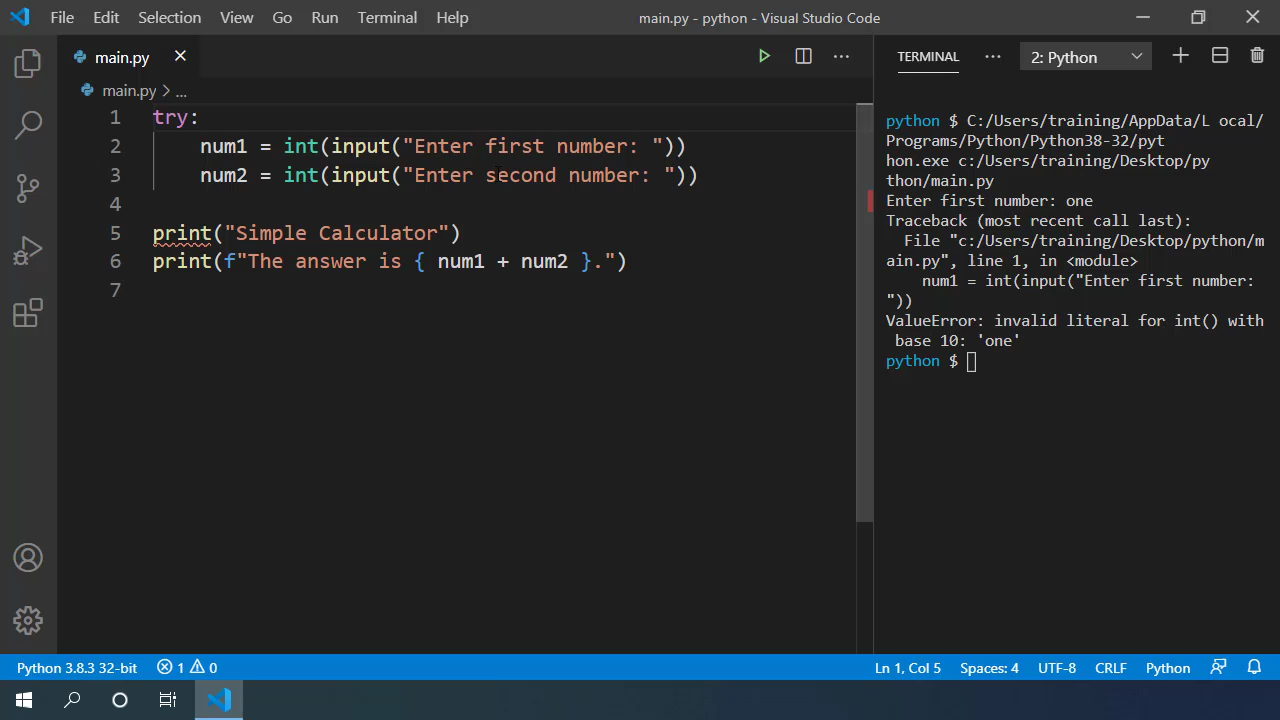 File Edit Selection View Go Run Terminal Help main.py - python - Visual Studio Code
main.py
TERMINAL 2: Python
main.py > ...
1 try:
2     num1 = int(input("Enter first number: "))
3     num2 = int(input("Enter second number: "))
4
5 print("Simple Calculator")
6 print(f"The answer is { num1 + num2 }.")
7
python $ C:/Users/training/AppData/L ocal/
Programs/Python/Python38-32/pyt
hon.exe c:/Users/training/Desktop/py
thon/main.py
Enter first number: one
Traceback (most recent call last):
  File "c:/Users/training/Desktop/python/m
ain.py", line 1, in <module>
    num1 = int(input("Enter first number:
"))
ValueError: invalid literal for int() with
 base 10: 'one'
python $
Python 3.8.3 32-bit 1 0 Ln 1, Col 5 Spaces: 4 UTF-8 CRLF Python